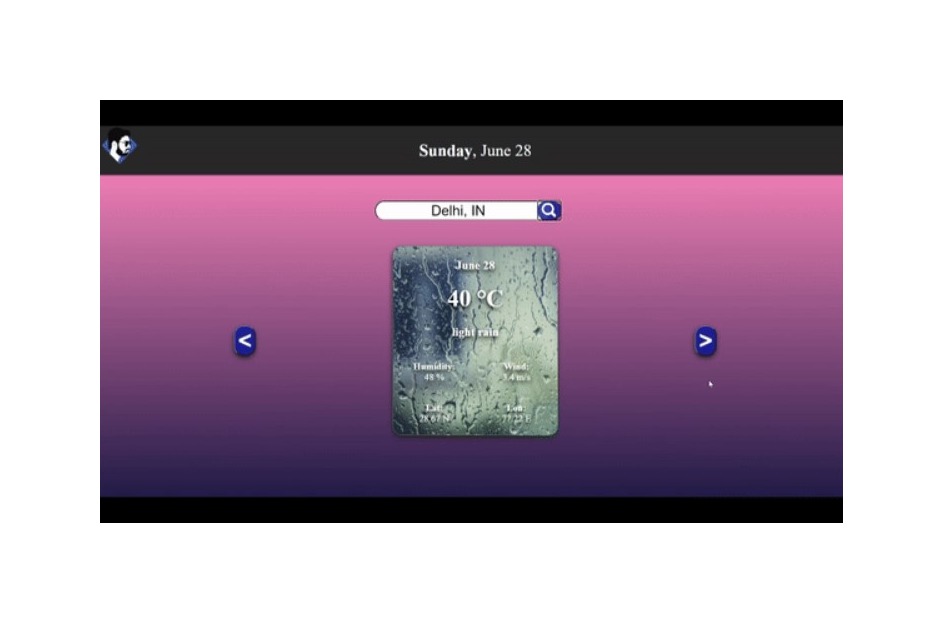 Sunday, June 28
Delhi, IN
June 28
40 °C
light rain
Humidity: Wind:
48 % 3.4 m/s
Lat: Lon:
28.67 N 77.22 E
< >